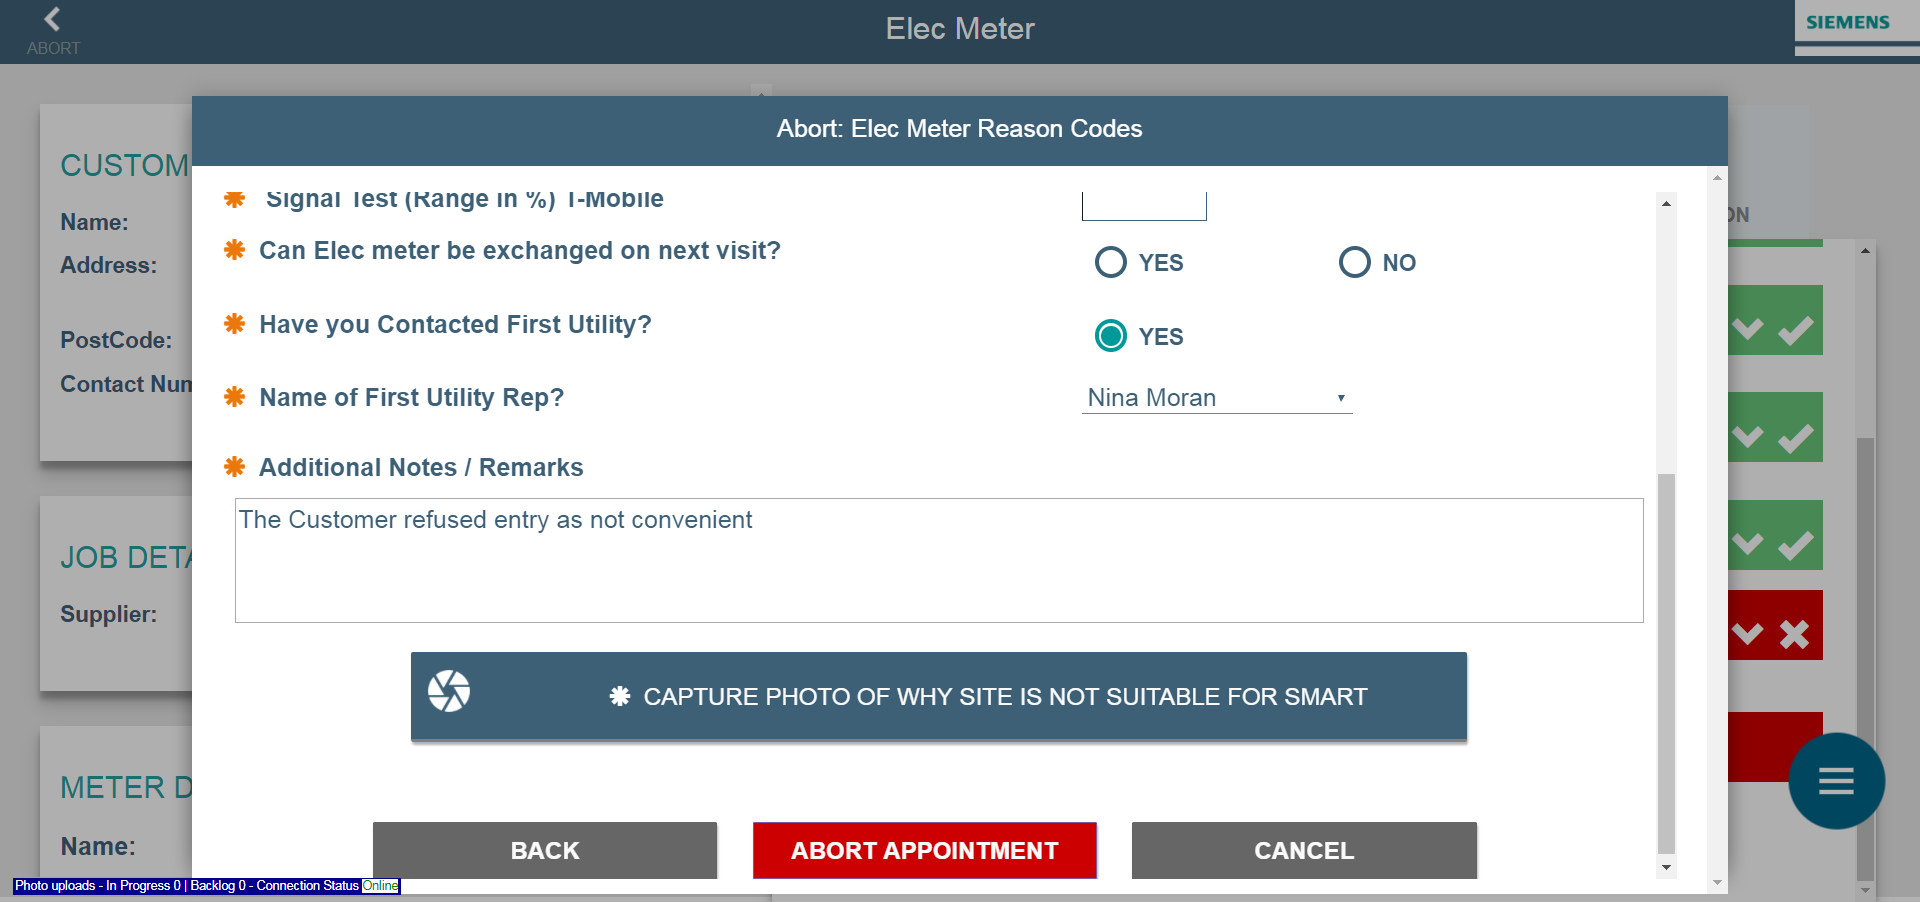 ABORT
Elec Meter
SIEMENS
Abort: Elec Meter Reason Codes
CUSTOM
Name:
Address:
PostCode:
Contact Num
JOB DETA
Supplier:
METER D
Name:
Signal Test (Range in %) T-Mobile
Can Elec meter be exchanged on next visit? YES NO
Have you Contacted First Utility? YES
Name of First Utility Rep? Nina Moran
Additional Notes / Remarks
The Customer refused entry as not convenient
CAPTURE PHOTO OF WHY SITE IS NOT SUITABLE FOR SMART
BACK ABORT APPOINTMENT CANCEL
ON
Photo uploads - In Progress 0 | Backlog 0 - Connection Status Online